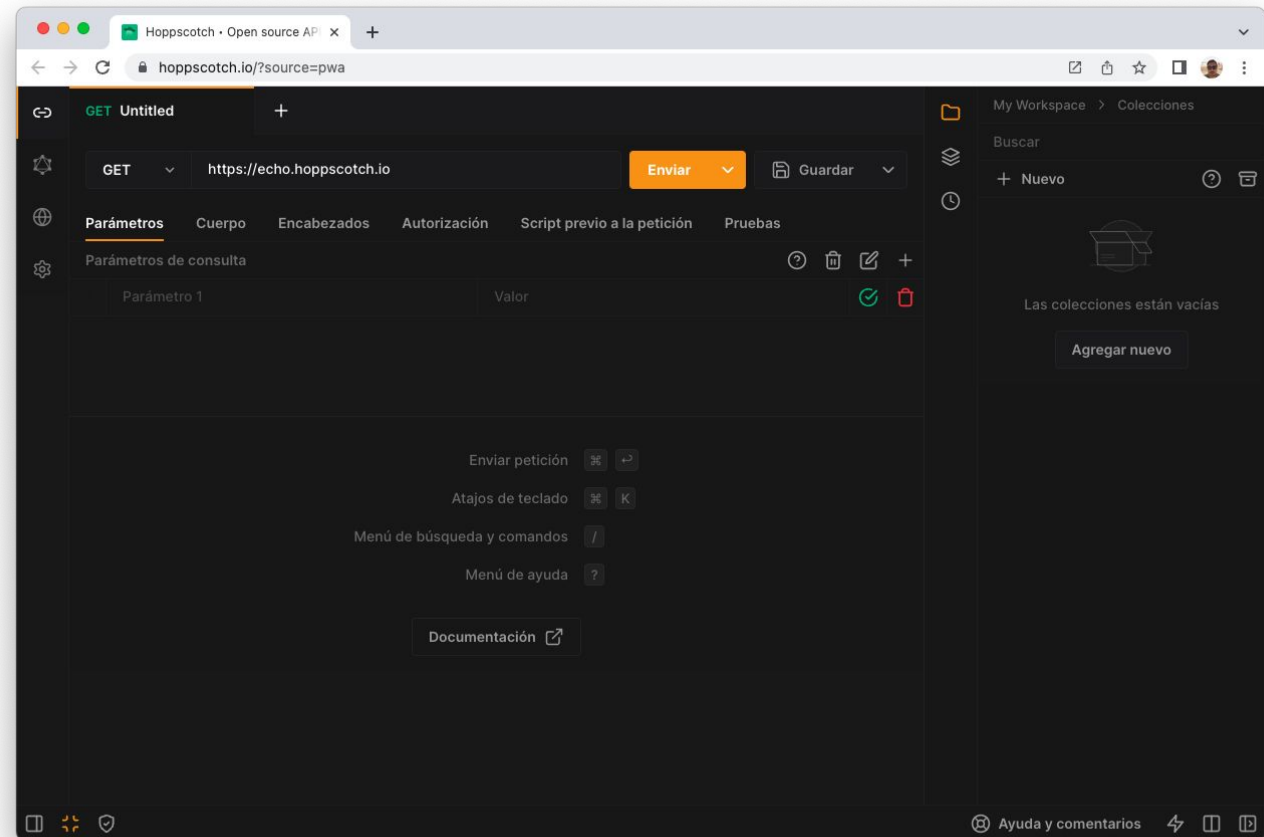 Hoppscotch • Open source AP
hoppscotch.io/?source=pwa
GET Untitled
GET https://echo.hoppscotch.io Enviar Guardar
Parámetros Cuerpo Encabezados Autorización Script previo a la petición Pruebas
Parámetros de consulta
Parámetro 1 Valor
Enviar petición ⌘ ↩
Atajos de teclado ⌘ K
Menú de búsqueda y comandos /
Menú de ayuda ?
Documentación
My Workspace > Colecciones
Buscar
+ Nuevo
Las colecciones están vacías
Agregar nuevo
Ayuda y comentarios